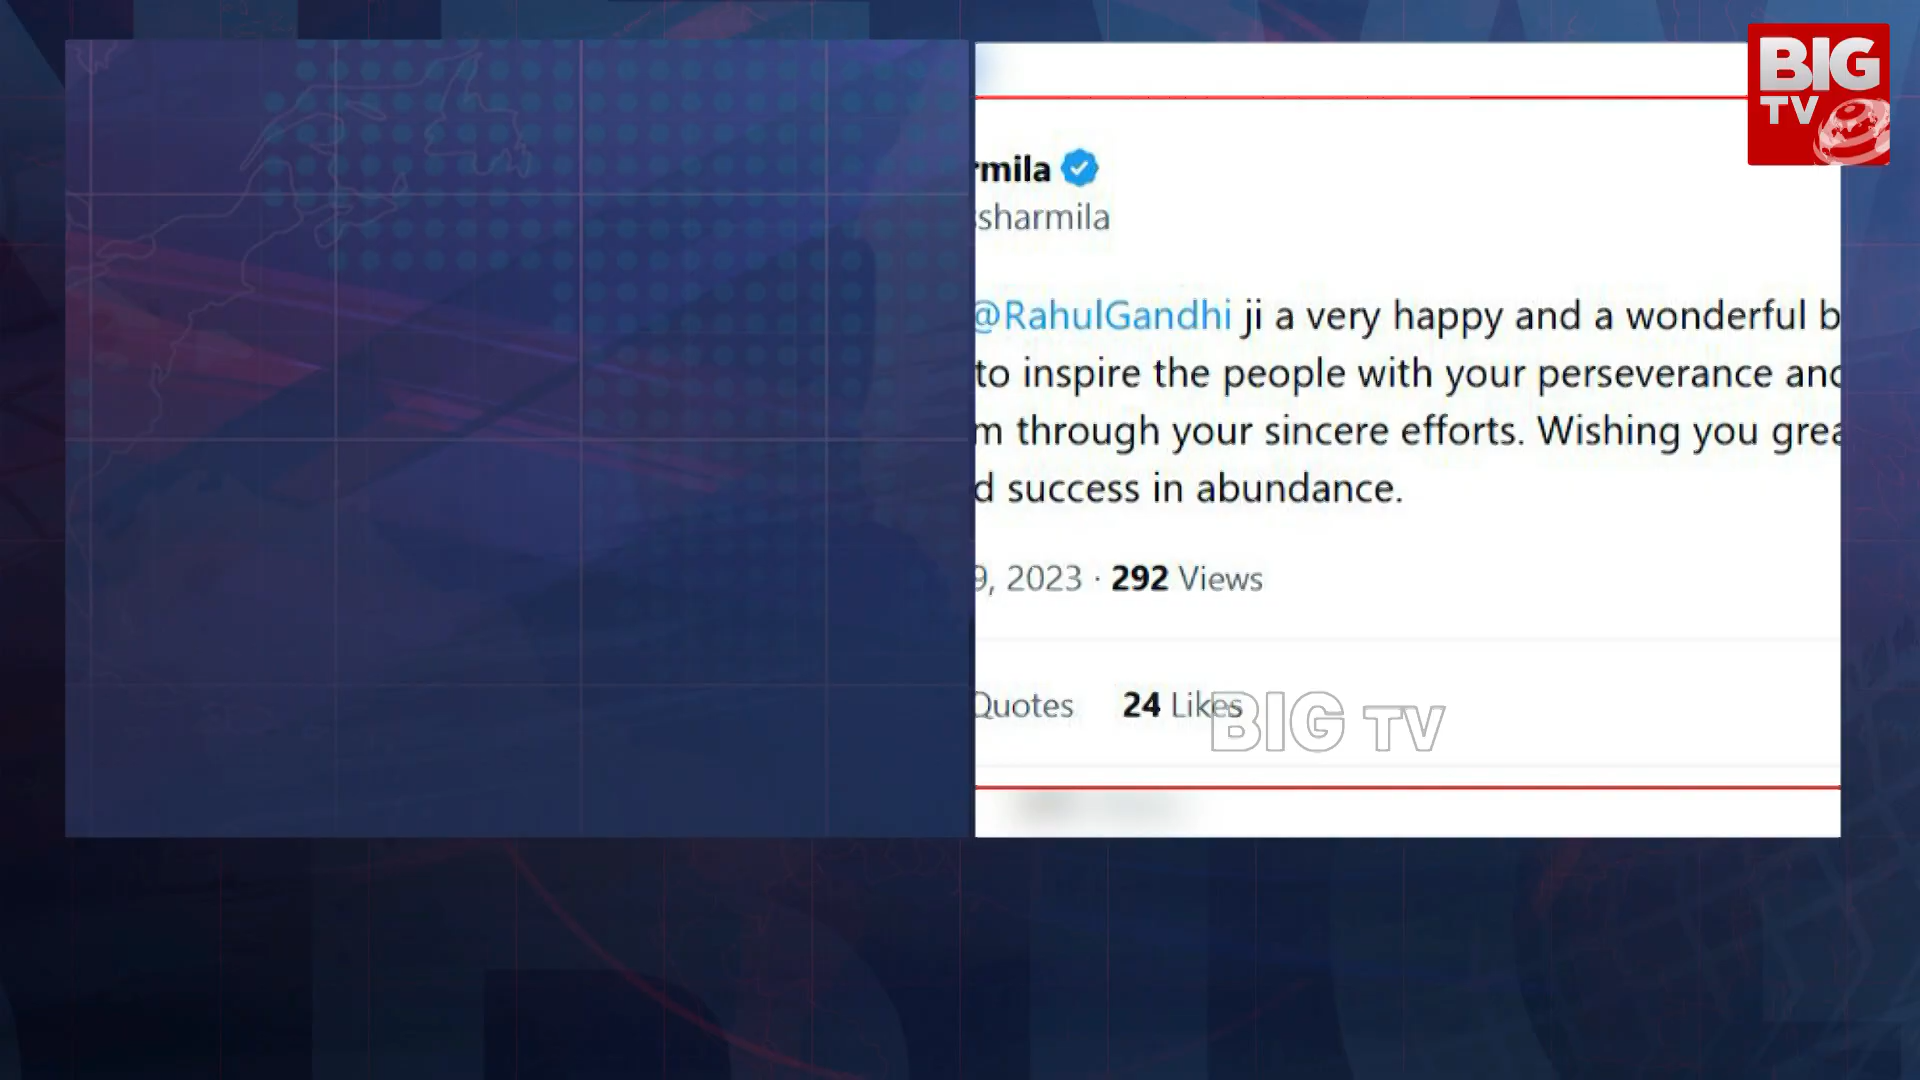 BIG
TV
rmila
sharmila
@RahulGandhi ji a very happy and a wonderful b
to inspire the people with your perseverance and
m through your sincere efforts. Wishing you grea
d success in abundance.
9, 2023 · 292 Views
Quotes 24 Likes
BIG TV